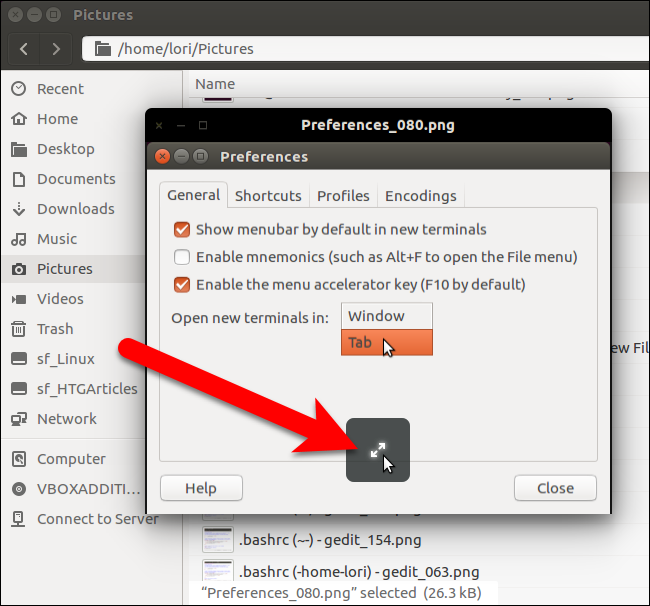 Pictures
/home/lori/Pictures
Recent
Home
Desktop
Documents
Downloads
Music
Pictures
Videos
Trash
sf_Linux
sf_HTGArticles
Network
Computer
VBOXADDITI...
Connect to Server
Name
Preferences_080.png
Preferences
General Shortcuts Profiles Encodings
Show menubar by default in new terminals
Enable mnemonics (such as Alt+F to open the File menu)
Enable the menu accelerator key (F10 by default)
Open new terminals in: Window
Tab
Help Close
ew Fil
.bashrc (~-) - gedit_154.png
.bashrc (-home-lori) - gedit_063.png
“Preferences_080.png” selected (26.3 kB)